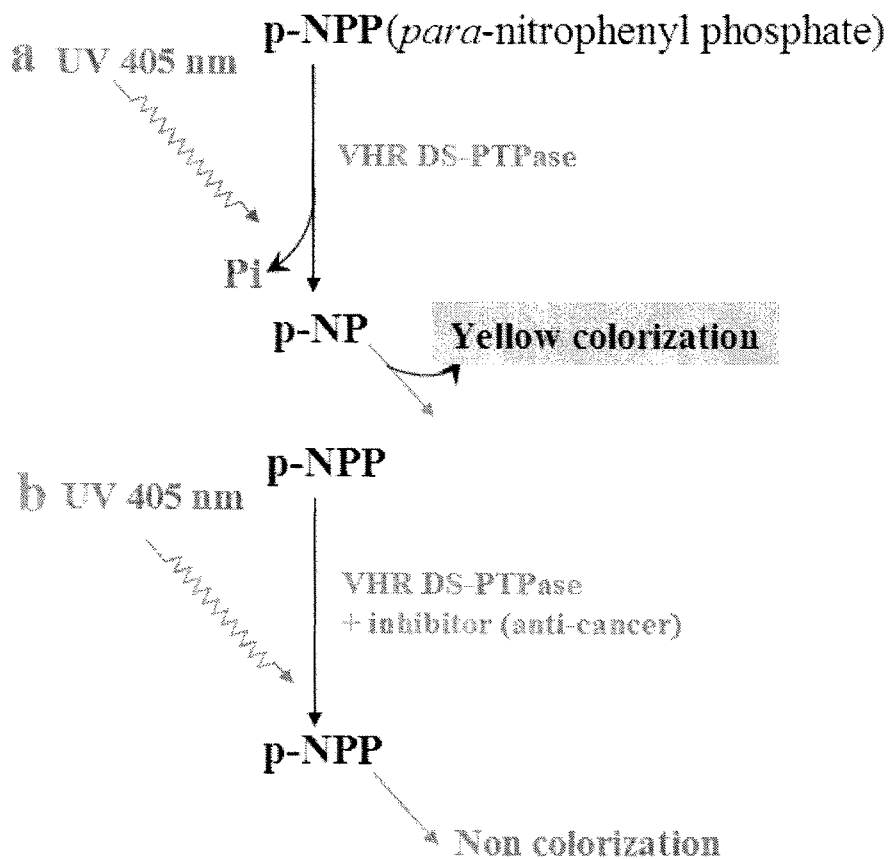 p-NPP (para-nitrophenyl phosphate)
a UV 405 nm
VHR DS-PTPase
Pi
p-NP
Yellow colorization
p-NPP
b UV 405 nm
VHR DS-PTPase
+ inhibitor (anti-cancer)
p-NPP
Non colorization